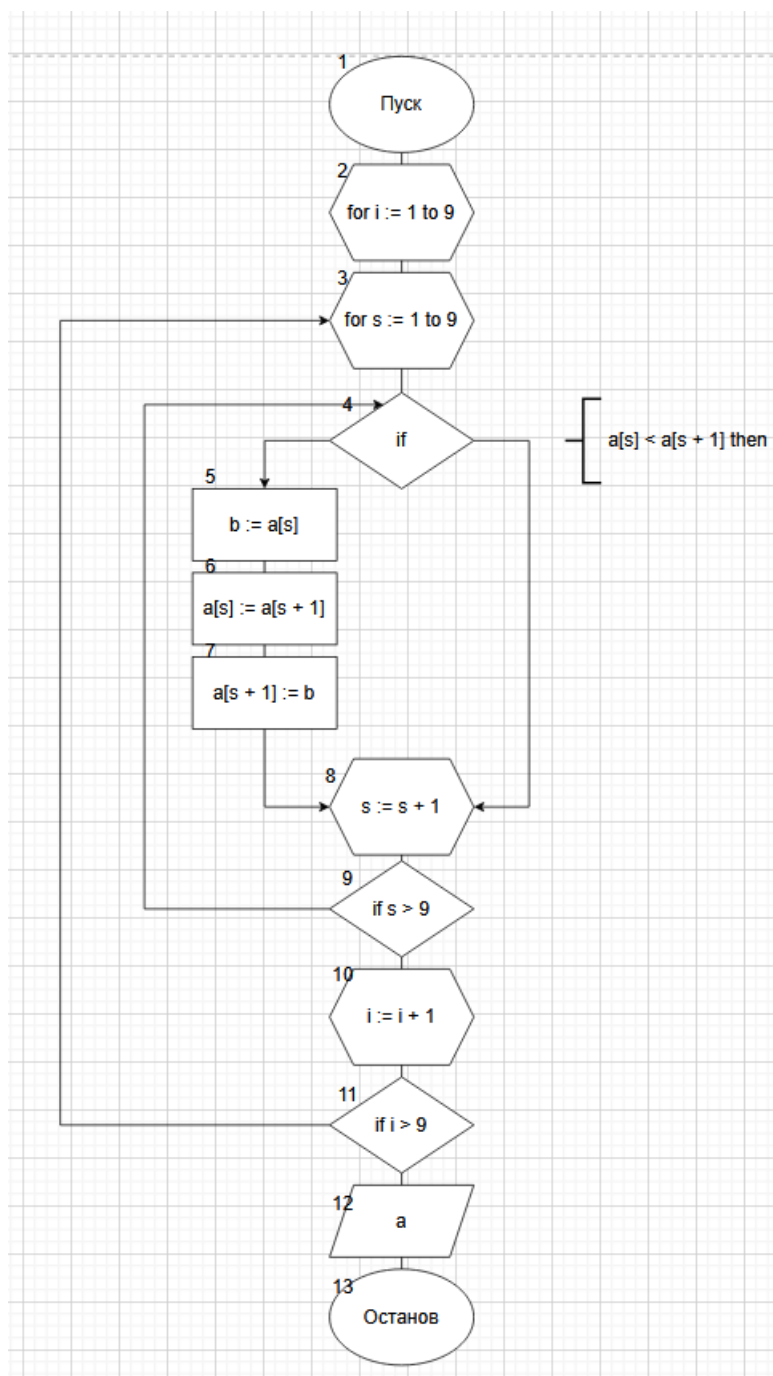 1
Пуск
2
for i := 1 to 9
3
for s := 1 to 9
4
if
a[s] < a[s + 1] then
5
b := a[s]
6
a[s] := a[s + 1]
7
a[s + 1] := b
8
s := s + 1
9
if s > 9
10
i := i + 1
11
if i > 9
12
a
13
Останов